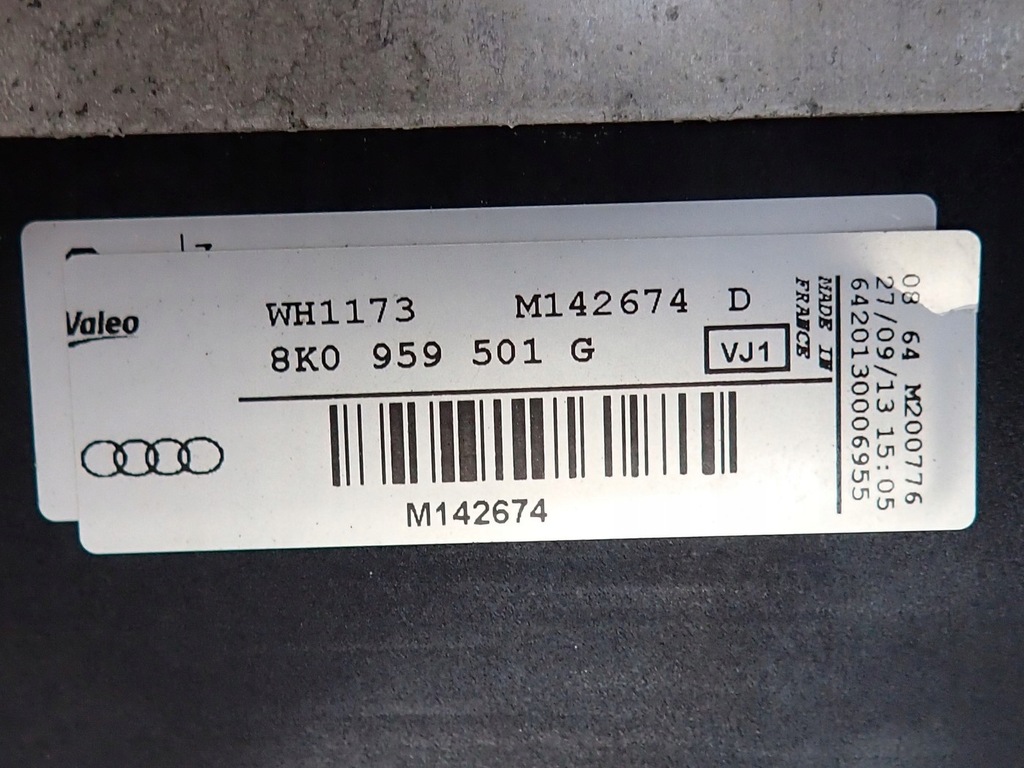 Valeo
WH1173 M142674 D
8K0 959 501 G VJ1
M142674
MADE IN
FRANCE
08 64 M200776
27/09/13 15:05
6420130006955